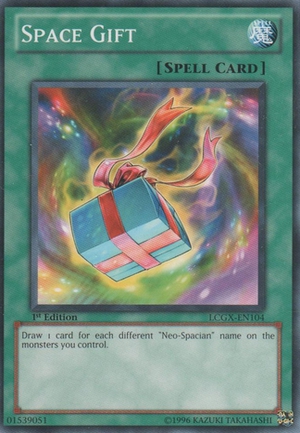 SPACE GIFT
魔
[SPELL CARD]
1st Edition
LCGX-EN104
Draw 1 card for each different "Neo-Spacian" name on the
monsters you control.
01539051
©1996 KAZUKI TAKAHASHI